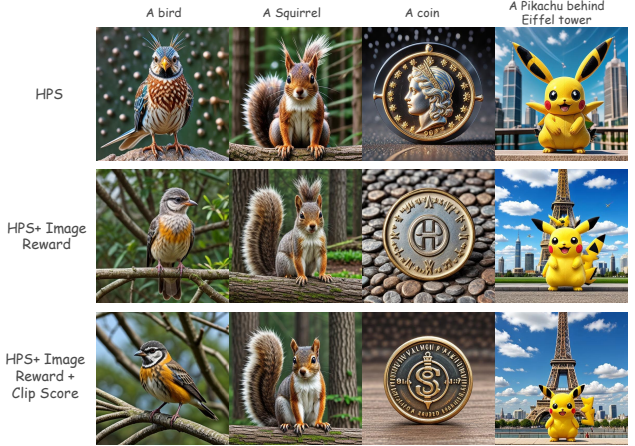 A bird
A Squirrel
A coin
A Pikachu behind
Eiffel tower
HPS
HPS+ Image
Reward
HPS+ Image
Reward +
Clip Score